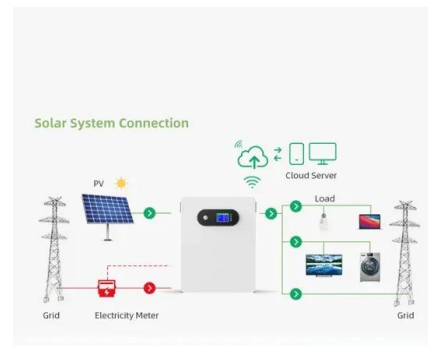 Solar System Connection
Cloud Server
PV
Load
Grid
Electricity Meter
Grid